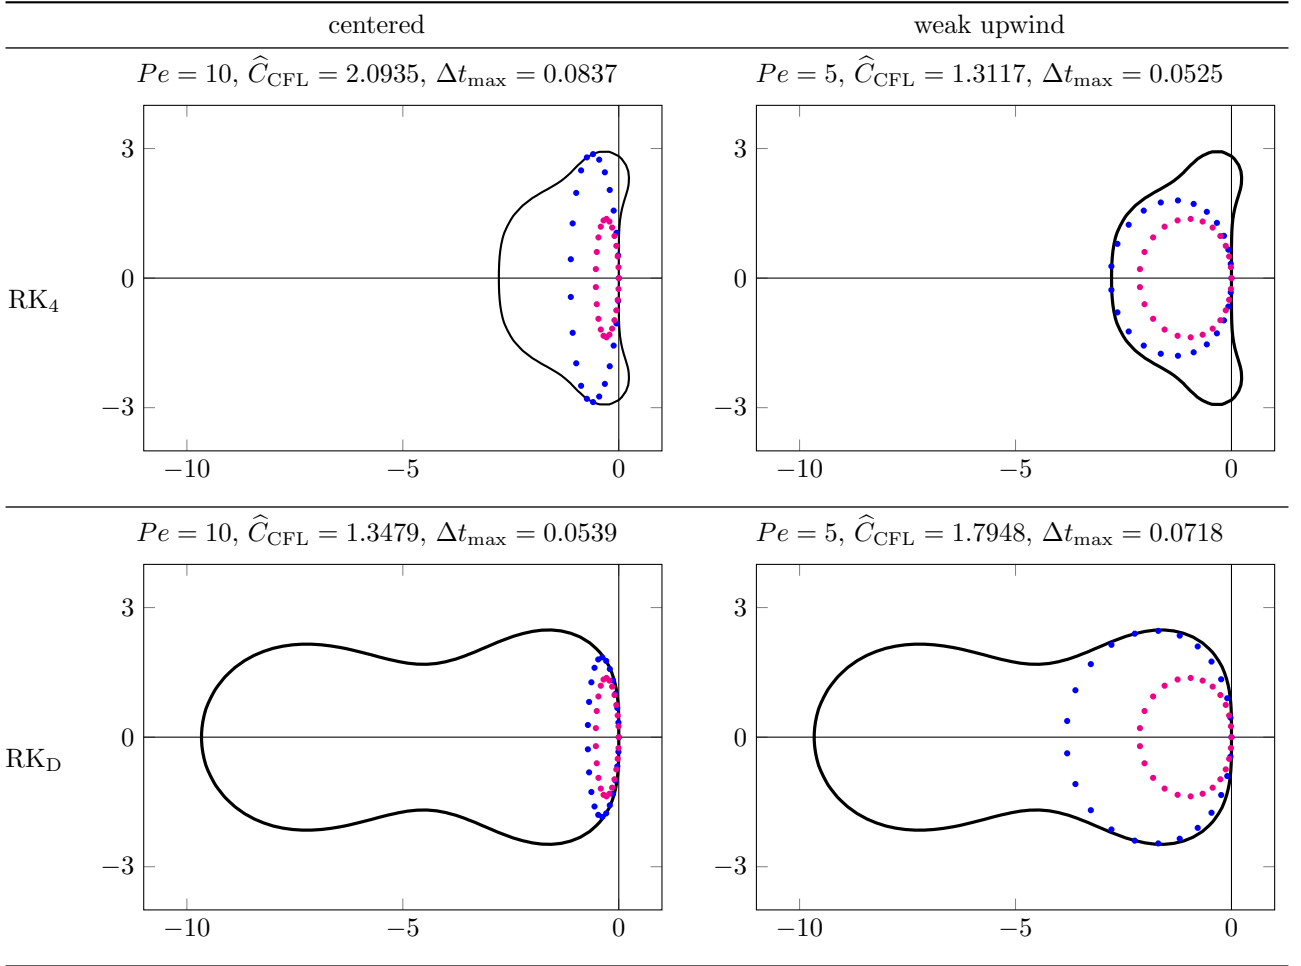 centered weak upwind
Pe = 10, Ĉ_CFL = 2.0935, Δt_max = 0.0837 Pe = 5, Ĉ_CFL = 1.3117, Δt_max = 0.0525
3 3
RK₄ 0 0
−3 −3
−10 −5 0 −10 −5 0
Pe = 10, Ĉ_CFL = 1.3479, Δt_max = 0.0539 Pe = 5, Ĉ_CFL = 1.7948, Δt_max = 0.0718
3 3
RK_D 0 0
−3 −3
−10 −5 0 −10 −5 0